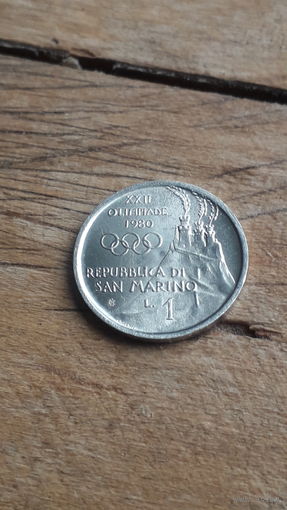 XXII
OLIMPIADE
1980
REPUBBLICA DI
SAN MARINO
L. 1